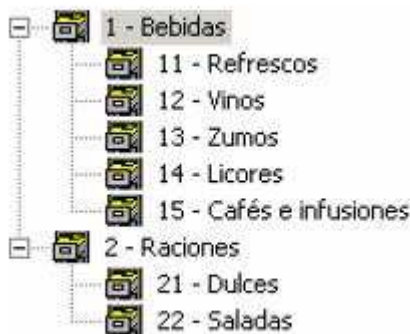 1 - Bebidas
11 - Refrescos
12 - Vinos
13 - Zumos
14 - Licores
15 - Cafés e infusiones
2 - Raciones
21 - Dulces
22 - Saladas